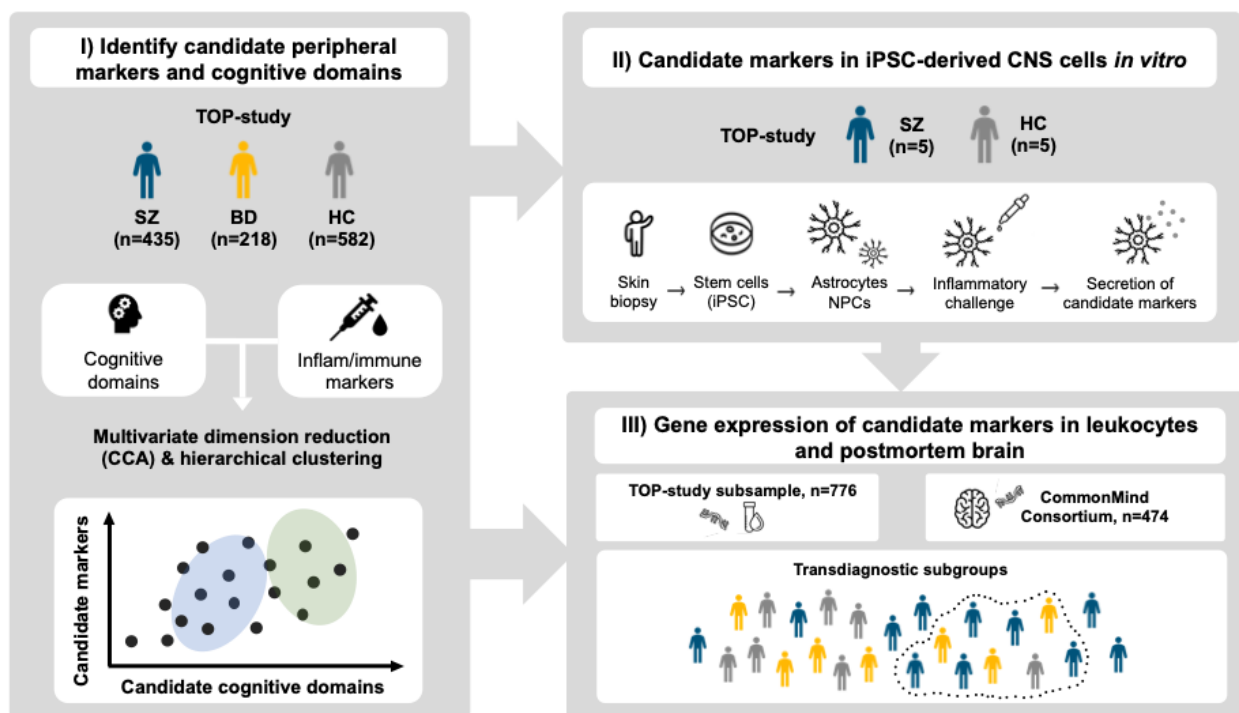 I) Identify candidate peripheral
markers and cognitive domains
TOP-study
SZ
(n=435)
BD
(n=218)
HC
(n=582)
Cognitive
domains
Inflam/immune
markers
Multivariate dimension reduction
(CCA) & hierarchical clustering
Candidate markers
Candidate cognitive domains
II) Candidate markers in iPSC-derived CNS cells in vitro
TOP-study
SZ
(n=5)
HC
(n=5)
Skin
biopsy
→
Stem cells
(iPSC)
→
Astrocytes
NPCs
→
Inflammatory
challenge
→
Secretion of
candidate markers
III) Gene expression of candidate markers in leukocytes
and postmortem brain
TOP-study subsample, n=776
CommonMind
Consortium, n=474
Transdiagnostic subgroups